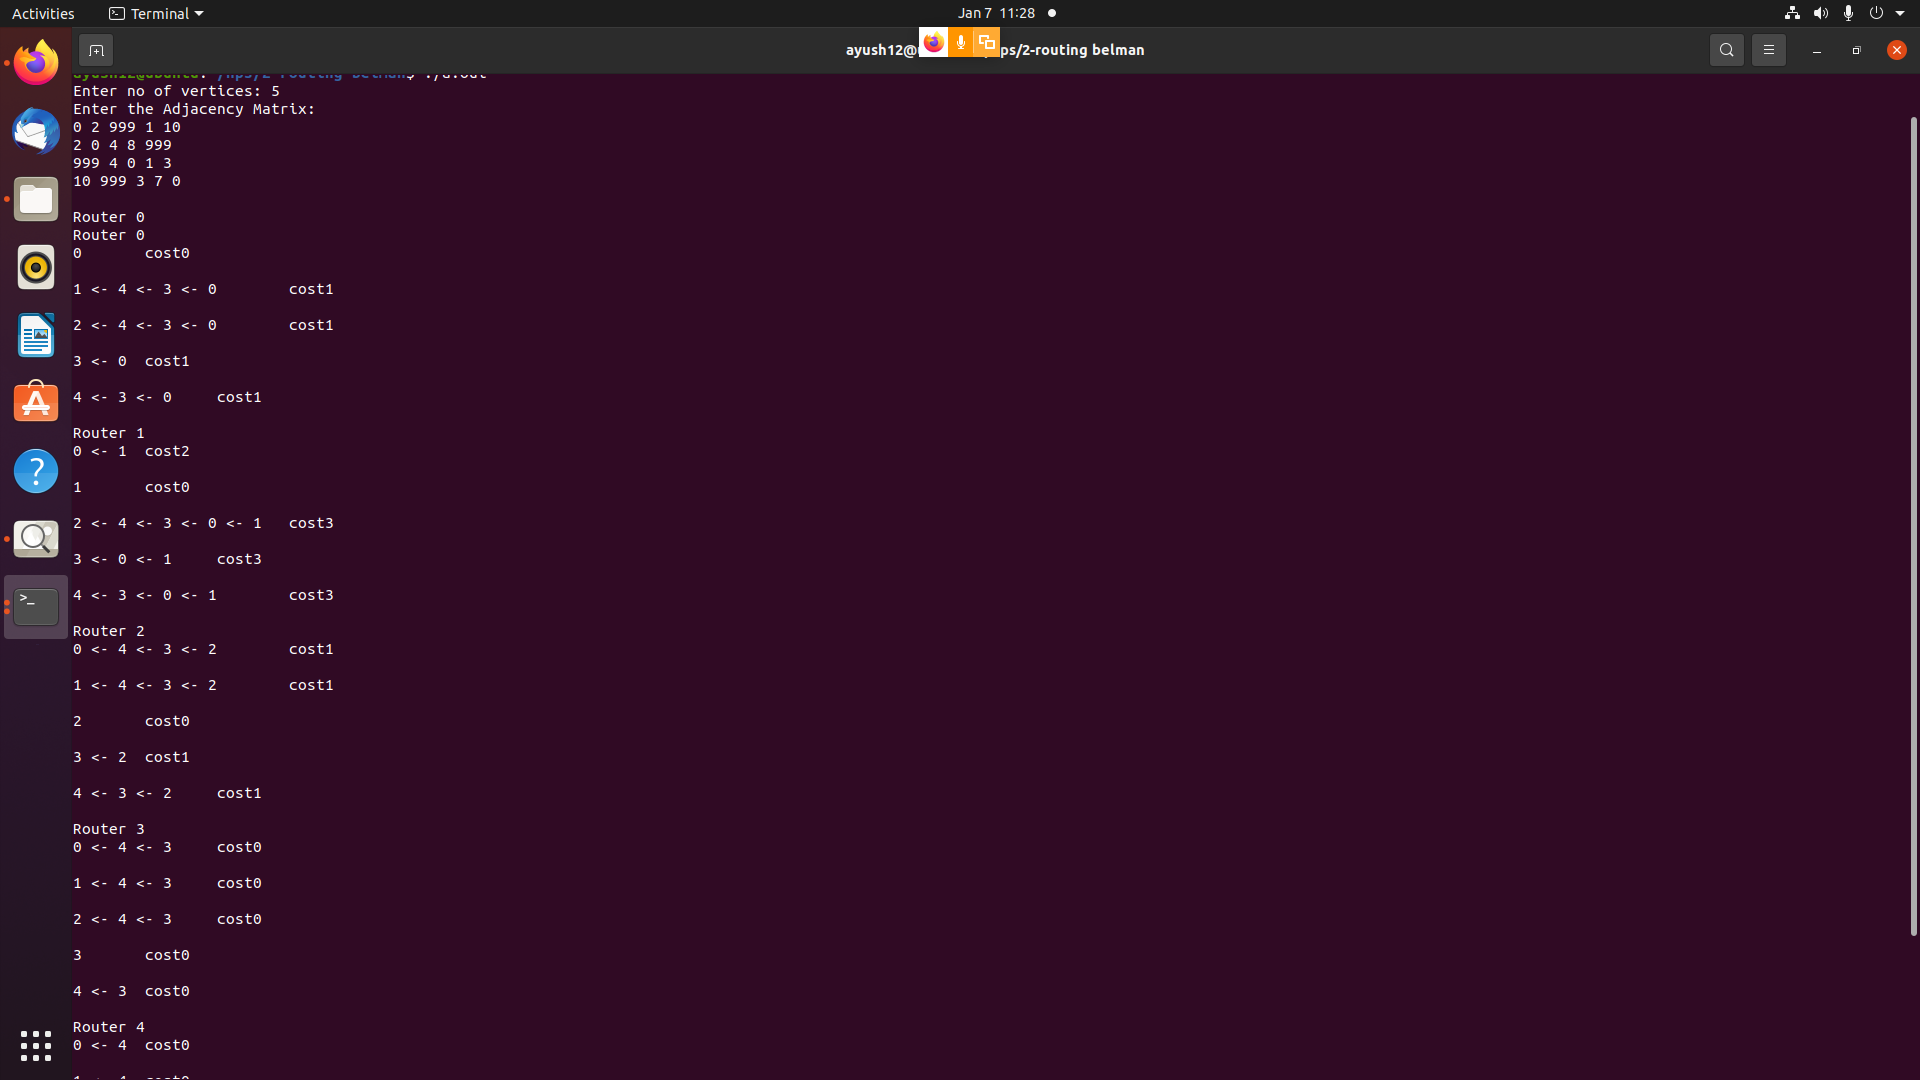 Activities
Terminal
Jan 7 11:28
ayush12@
ps/2-routing belman
Enter no of vertices: 5
Enter the Adjacency Matrix:
0 2 999 1 10
2 0 4 8 999
999 4 0 1 3
10 999 3 7 0
Router 0
Router 0
0 cost0
1 <- 4 <- 3 <- 0 cost1
2 <- 4 <- 3 <- 0 cost1
3 <- 0 cost1
4 <- 3 <- 0 cost1
Router 1
0 <- 1 cost2
1 cost0
2 <- 4 <- 3 <- 0 <- 1 cost3
3 <- 0 <- 1 cost3
4 <- 3 <- 0 <- 1 cost3
Router 2
0 <- 4 <- 3 <- 2 cost1
1 <- 4 <- 3 <- 2 cost1
2 cost0
3 <- 2 cost1
4 <- 3 <- 2 cost1
Router 3
0 <- 4 <- 3 cost0
1 <- 4 <- 3 cost0
2 <- 4 <- 3 cost0
3 cost0
4 <- 3 cost0
Router 4
0 <- 4 cost0